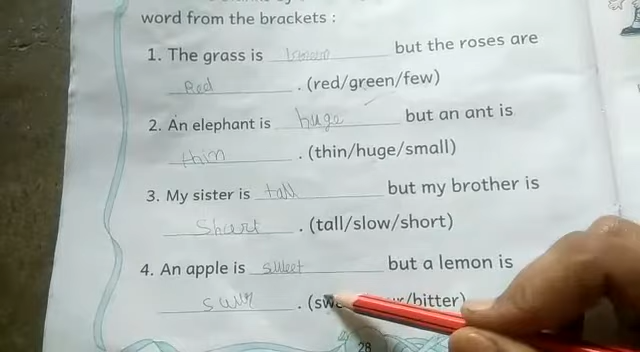 word from the brackets :
1. The grass is but the roses are
Red . (red/green/few)
2. An elephant is huge but an ant is
thin . (thin/huge/small)
3. My sister is tall but my brother is
Short . (tall/slow/short)
4. An apple is sweet but a lemon is
sour . (sw /bitter)
28